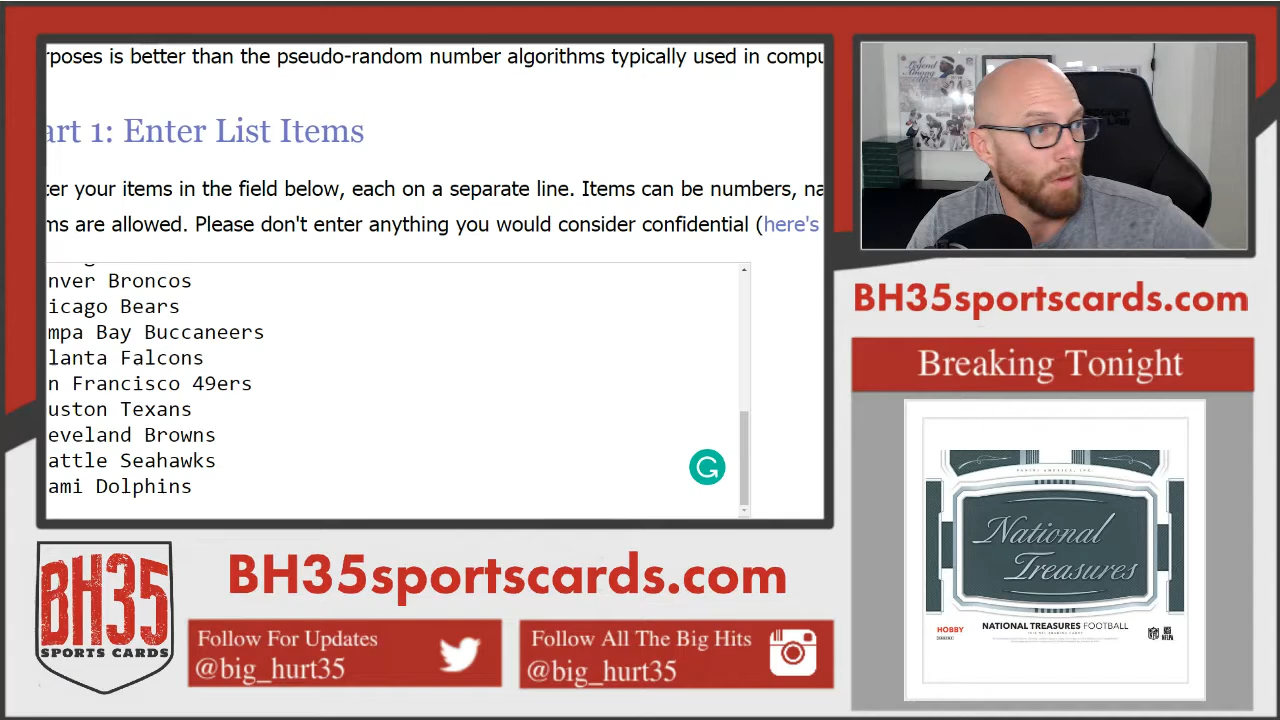 rposes is better than the pseudo-random number algorithms typically used in compu
art 1: Enter List Items
ter your items in the field below, each on a separate line. Items can be numbers, na
ms are allowed. Please don't enter anything you would consider confidential (here's
nver Broncos
icago Bears
mpa Bay Buccaneers
lanta Falcons
n Francisco 49ers
uston Texans
eveland Browns
attle Seahawks
ami Dolphins
BH35sportscards.com
Breaking Tonight
National
Treasures
HOBBY
NATIONAL TREASURES FOOTBALL
BH35
SPORTS CARDS
BH35sportscards.com
Follow For Updates
@big_hurt35
Follow All The Big Hits
@big_hurt35